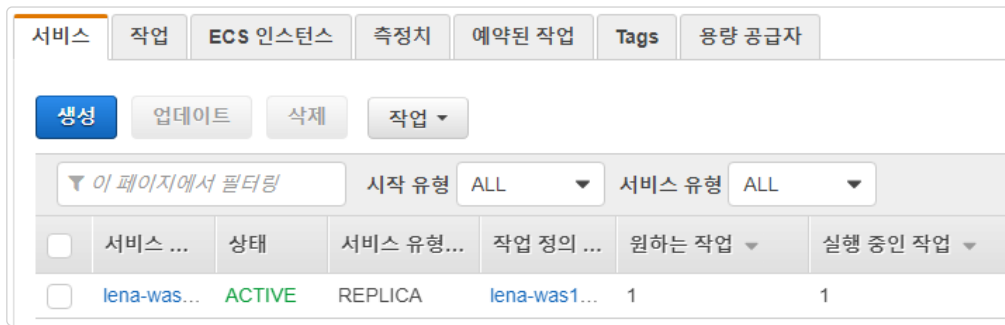 서비스 작업 ECS 인스턴스 측정치 예약된 작업 Tags 용량 공급자
생성 업데이트 삭제 작업
이 페이지에서 필터링 시작 유형 ALL 서비스 유형 ALL
서비스 ... 상태 서비스 유형... 작업 정의 ... 원하는 작업 실행 중인 작업
lena-was... ACTIVE REPLICA lena-was1... 1 1